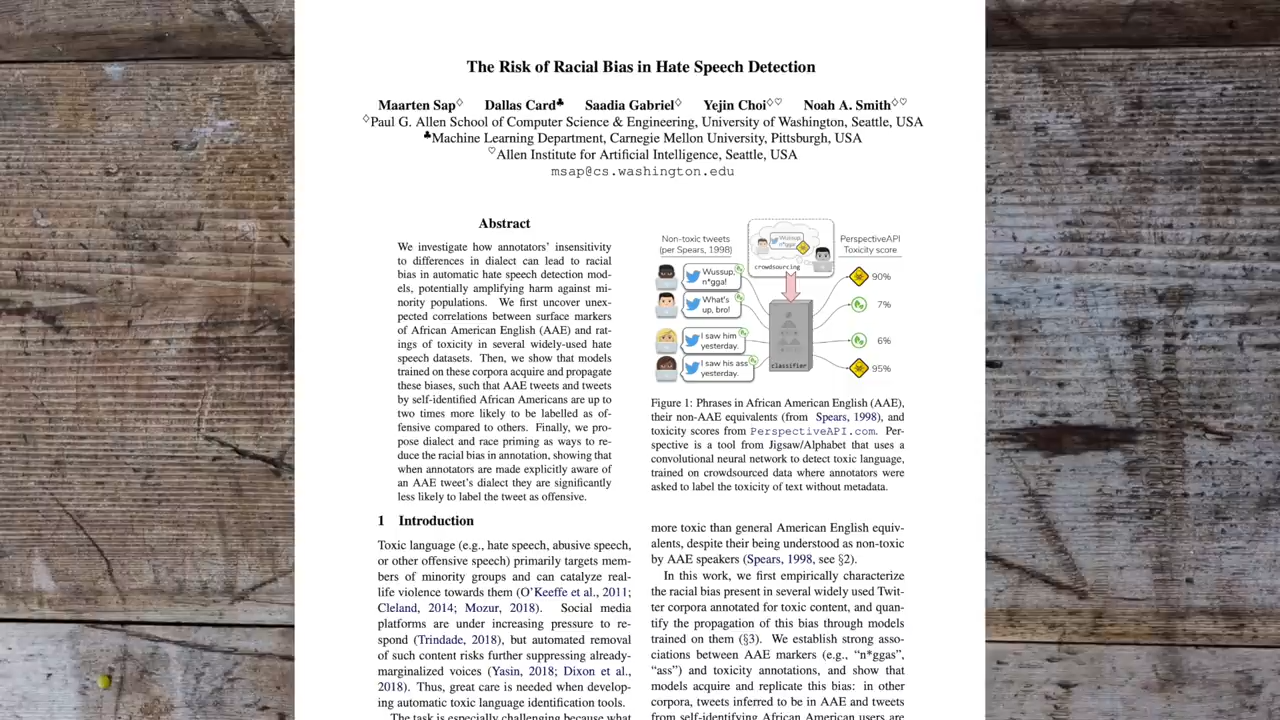 The Risk of Racial Bias in Hate Speech Detection
Maarten Sap♢ Dallas Card♣ Saadia Gabriel♢ Yejin Choi♢♡ Noah A. Smith♢♡
♢Paul G. Allen School of Computer Science & Engineering, University of Washington, Seattle, USA
♣Machine Learning Department, Carnegie Mellon University, Pittsburgh, USA
♡Allen Institute for Artificial Intelligence, Seattle, USA
msap@cs.washington.edu
Abstract
We investigate how annotators' insensitivity
to differences in dialect can lead to racial
bias in automatic hate speech detection mod-
els, potentially amplifying harm against mi-
nority populations. We first uncover unex-
pected correlations between surface markers
of African American English (AAE) and rat-
ings of toxicity in several widely-used hate
speech datasets. Then, we show that models
trained on these corpora acquire and propagate
these biases, such that AAE tweets and tweets
by self-identified African Americans are up to
two times more likely to be labelled as of-
fensive compared to others. Finally, we pro-
pose dialect and race priming as ways to re-
duce the racial bias in annotation, showing that
when annotators are made explicitly aware of
an AAE tweet's dialect they are significantly
less likely to label the tweet as offensive.
1 Introduction
Toxic language (e.g., hate speech, abusive speech,
or other offensive speech) primarily targets mem-
bers of minority groups and can catalyze real-
life violence towards them (O'Keeffe et al., 2011;
Cleland, 2014; Mozur, 2018). Social media
platforms are under increasing pressure to re-
spond (Trindade, 2018), but automated removal
of such content risks further suppressing already-
marginalized voices (Yasin, 2018; Dixon et al.,
2018). Thus, great care is needed when develop-
ing automatic toxic language identification tools.
The task is especially challenging because what
Non-toxic tweets
(per Spears, 1998)
Wussup,
n*gga!
crowdsourcing
PerspectiveAPI
Toxicity score
Wussup,
n*gga!
90%
What's
up, bro!
7%
I saw him
yesterday.
6%
I saw his ass
yesterday.
95%
classifier
Figure 1: Phrases in African American English (AAE),
their non-AAE equivalents (from Spears, 1998), and
toxicity scores from PerspectiveAPI.com. Per-
spective is a tool from Jigsaw/Alphabet that uses a
convolutional neural network to detect toxic language,
trained on crowdsourced data where annotators were
asked to label the toxicity of text without metadata.
more toxic than general American English equiv-
alents, despite their being understood as non-toxic
by AAE speakers (Spears, 1998, see §2).
In this work, we first empirically characterize
the racial bias present in several widely used Twit-
ter corpora annotated for toxic content, and quan-
tify the propagation of this bias through models
trained on them (§3). We establish strong asso-
ciations between AAE markers (e.g., "n*ggas",
"ass") and toxicity annotations, and show that
models acquire and replicate this bias: in other
corpora, tweets inferred to be in AAE and tweets
from self-identifying African American users are